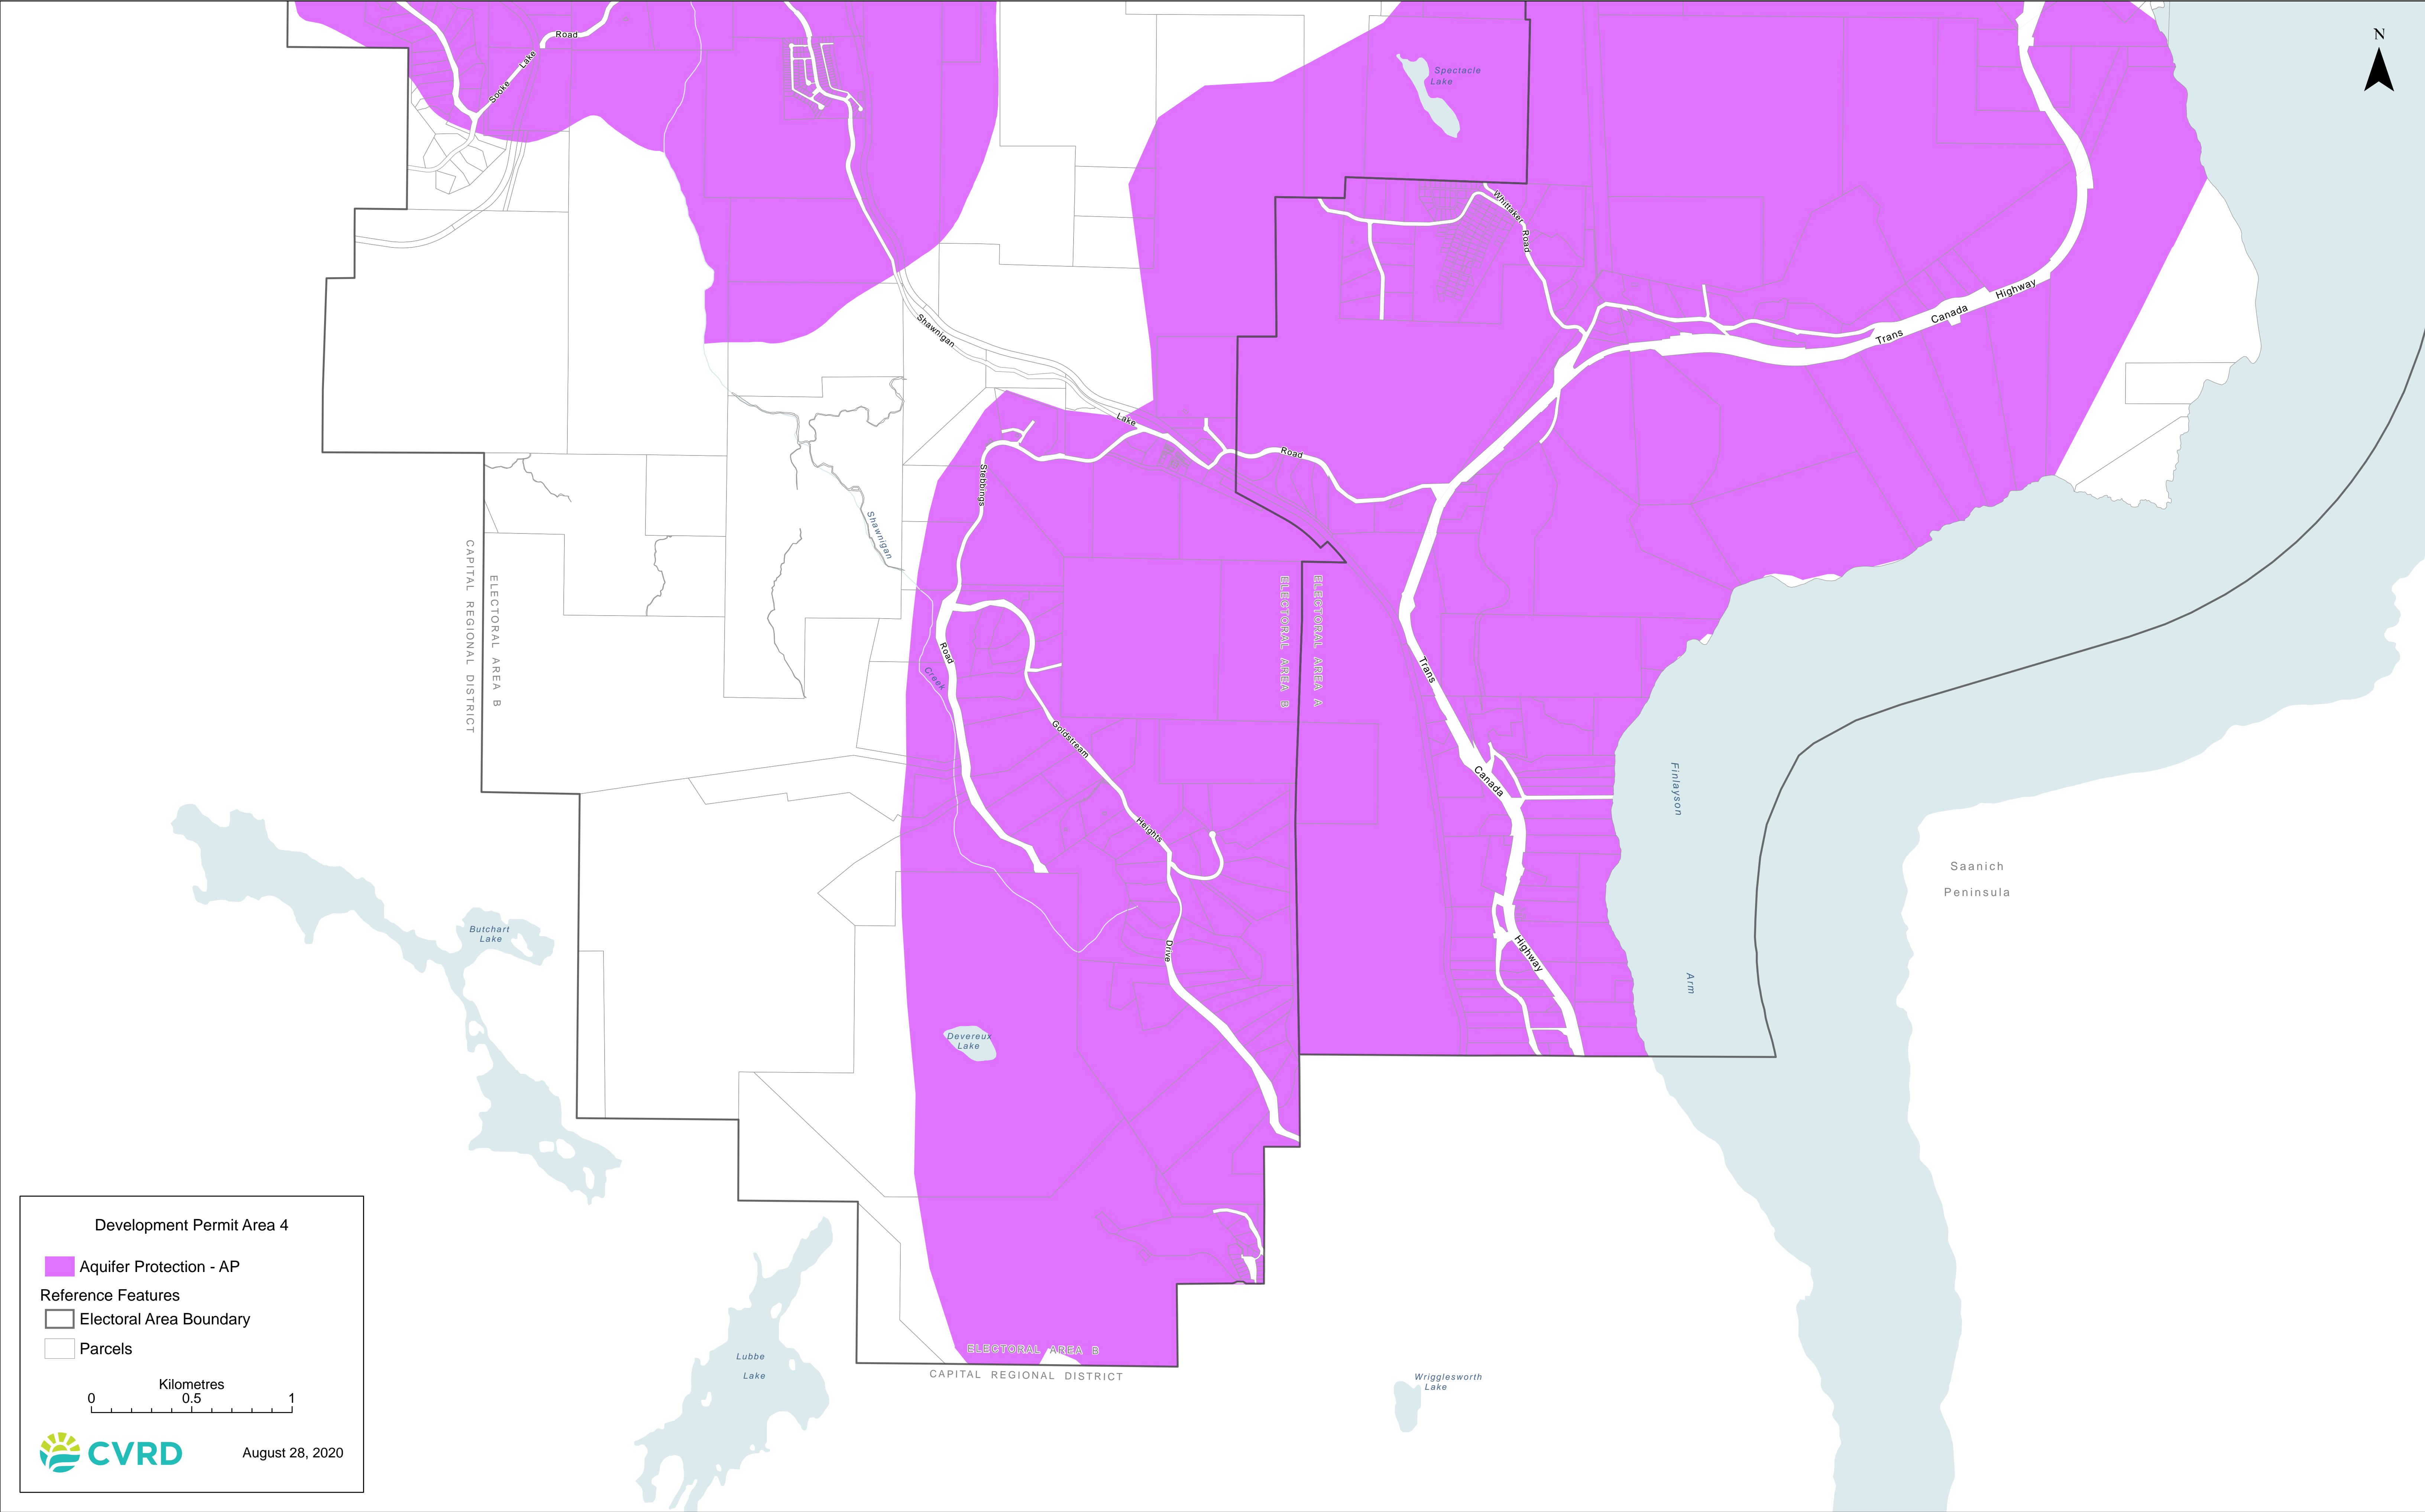 Road
Lake
Sooke
N
Spectacle
Lake
Whittaker
Road
Highway
Canada
Trans
Shawnigan
Lake
Road
Stebbings
Shawnigan
CAPITAL REGIONAL DISTRICT
ELECTORAL AREA B
ELECTORAL AREA B
ELECTORAL AREA A
Road
Creek
Trans
Goldstream
Canada
Finlayson
Heights
Saanich
Peninsula
Butchart
Lake
Drive
Highway
Arm
Devereux
Lake
Development Permit Area 4
Aquifer Protection - AP
Reference Features
Electoral Area Boundary
Parcels
Kilometres
0 0.5 1
CVRD
August 28, 2020
Lubbe
Lake
ELECTORAL AREA B
CAPITAL REGIONAL DISTRICT
Wrigglesworth
Lake